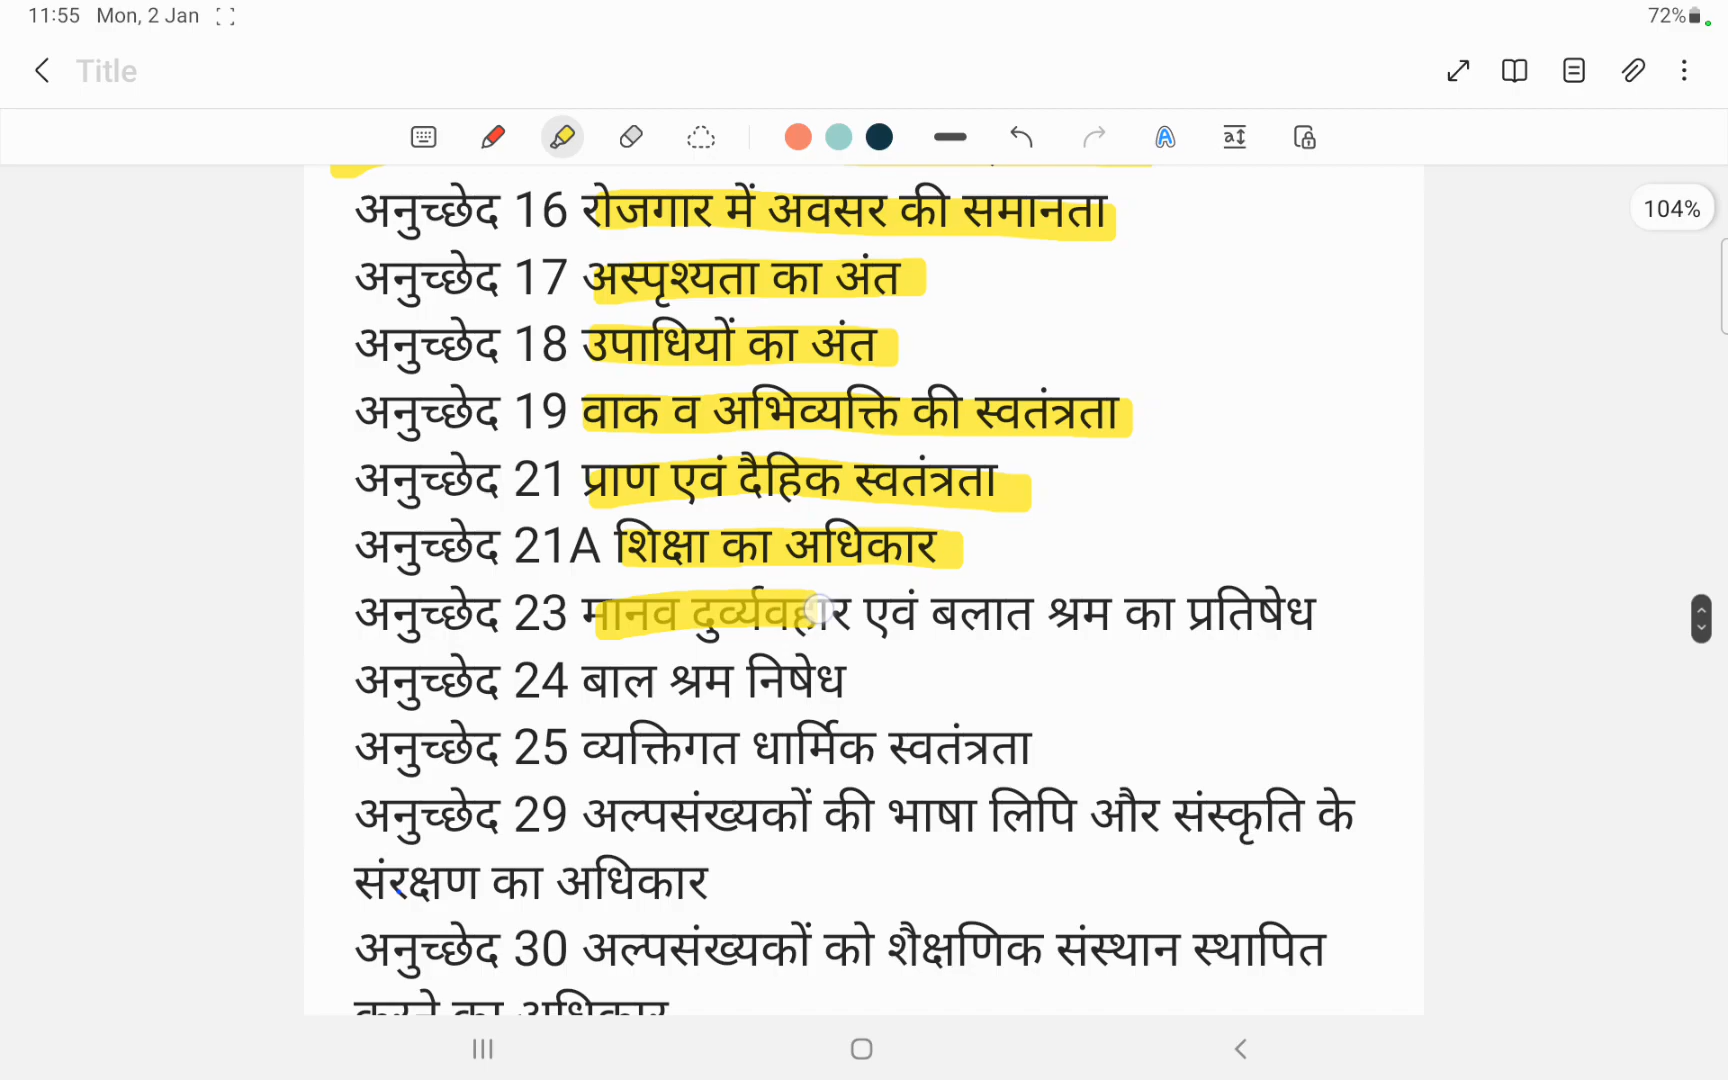 11:55 Mon, 2 Jan 72%
Title
104%
अनुच्छेद 16 रोजगार में अवसर की समानता
अनुच्छेद 17 अस्पृश्यता का अंत
अनुच्छेद 18 उपाधियों का अंत
अनुच्छेद 19 वाक व अभिव्यक्ति की स्वतंत्रता
अनुच्छेद 21 प्राण एवं दैहिक स्वतंत्रता
अनुच्छेद 21A शिक्षा का अधिकार
अनुच्छेद 23 मानव दुर्व्यवहार एवं बलात श्रम का प्रतिषेध
अनुच्छेद 24 बाल श्रम निषेध
अनुच्छेद 25 व्यक्तिगत धार्मिक स्वतंत्रता
अनुच्छेद 29 अल्पसंख्यकों की भाषा लिपि और संस्कृति के
संरक्षण का अधिकार
अनुच्छेद 30 अल्पसंख्यकों को शैक्षणिक संस्थान स्थापित
करने का अधिकार